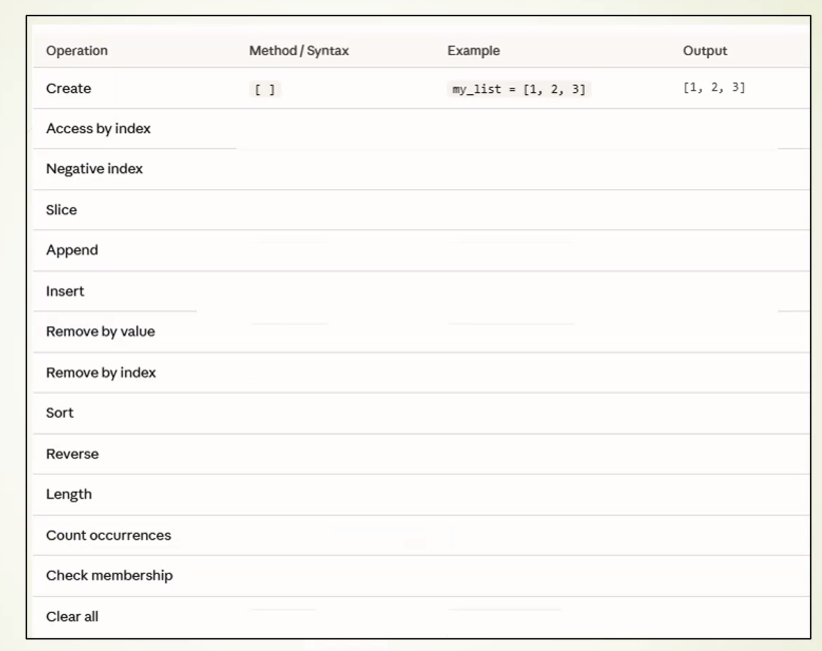 Operation Method / Syntax Example Output
Create [ ] my_list = [1, 2, 3] [1, 2, 3]
Access by index
Negative index
Slice
Append
Insert
Remove by value
Remove by index
Sort
Reverse
Length
Count occurrences
Check membership
Clear all